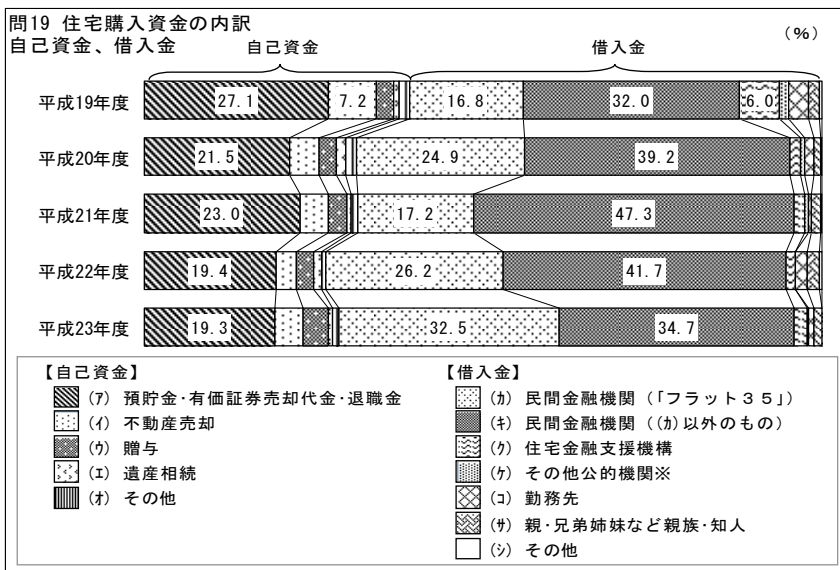 問19 住宅購入資金の内訳
自己資金、借入金
自己資金
借入金
(%)
平成19年度
27.1
7.2
16.8
32.0
6.0
平成20年度
21.5
24.9
39.2
平成21年度
23.0
17.2
47.3
平成22年度
19.4
26.2
41.7
平成23年度
19.3
32.5
34.7
【自己資金】
(ア) 預貯金・有価証券売却代金・退職金
(イ) 不動産売却
(ウ) 贈与
(エ) 遺産相続
(オ) その他
【借入金】
(カ) 民間金融機関(「フラット35」)
(キ) 民間金融機関((カ)以外のもの)
(ク) 住宅金融支援機構
(ケ) その他公的機関※
(コ) 勤務先
(サ) 親・兄弟姉妹など親族・知人
(シ) その他